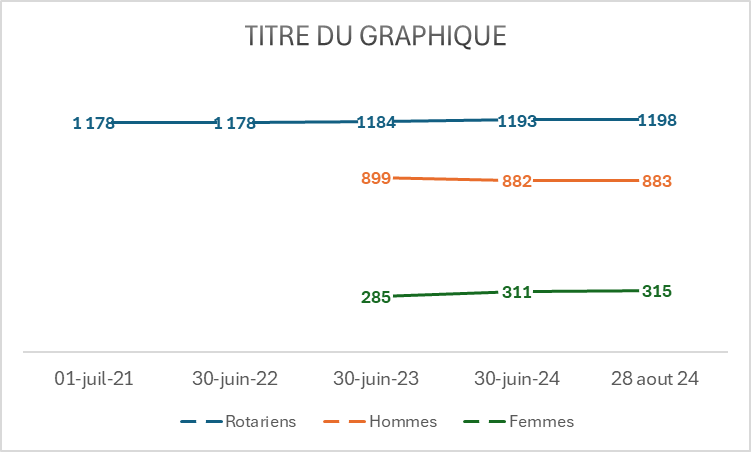 TITRE DU GRAPHIQUE
1 178 1 178 1184 1193 1198
899 882 883
285 311 315
01-juil-21 30-juin-22 30-juin-23 30-juin-24 28 aout 24
Rotariens Hommes Femmes